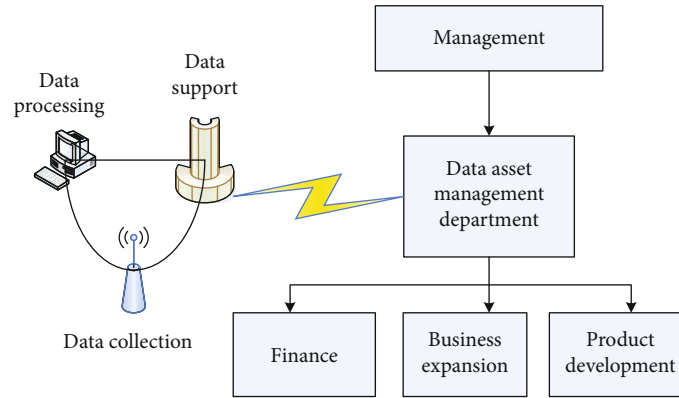 Data
processing
Data
support
Data collection
Management
Data asset
management
department
Finance
Business
expansion
Product
development